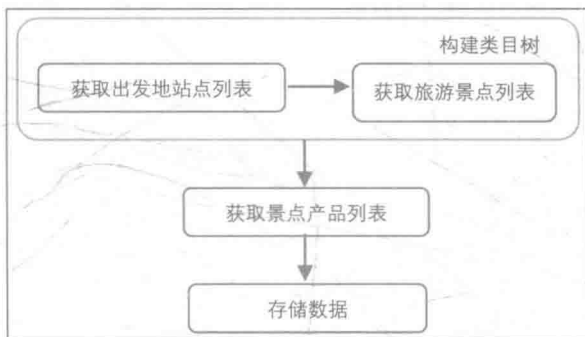 构建类目树
获取出发地站点列表
获取旅游景点列表
获取景点产品列表
存储数据